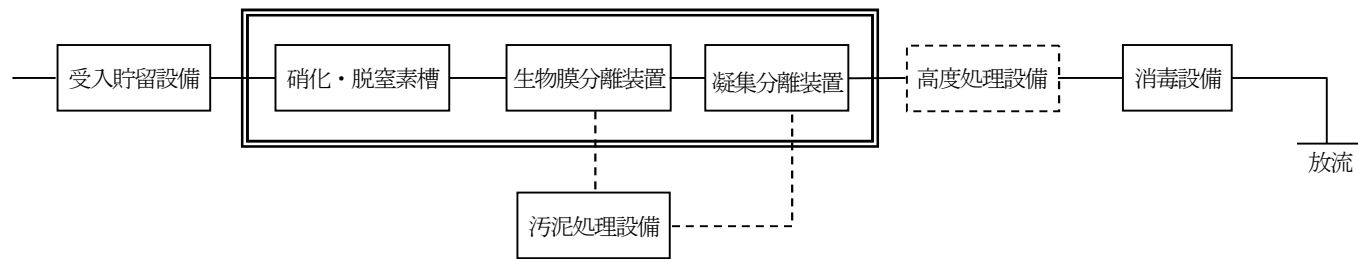 受入貯留設備
硝化・脱窒素槽
生物膜分離装置
凝集分離装置
高度処理設備
消毒設備
放流
汚泥処理設備